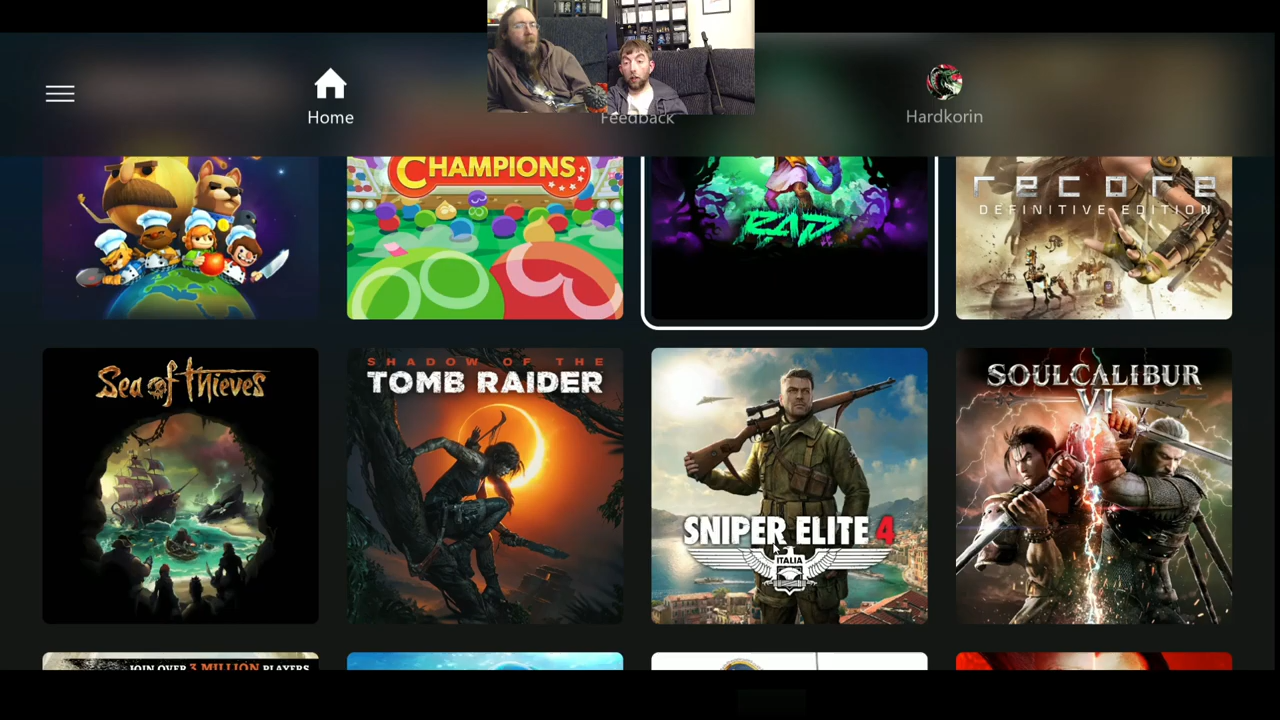 Home
Feedback
Hardkorin
CHAMPIONS
RAD
recore
DEFINITIVE EDITION
Sea of Thieves
SHADOW OF THE
TOMB RAIDER
SNIPER ELITE 4
ITALIA
SOULCALIBUR
VI
JOIN OVER 3 MILLION PLAYERS